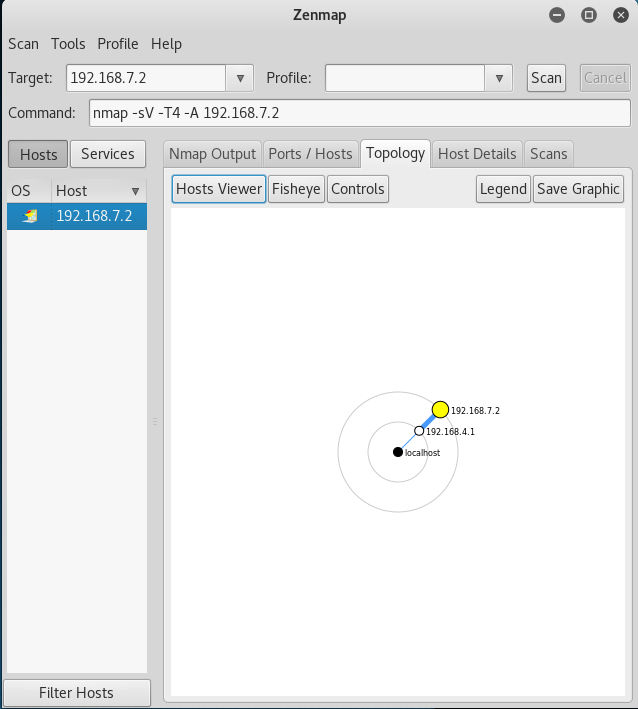 Zenmap
Scan Tools Profile Help
Target: 192.168.7.2 Profile: Scan Cancel
Command: nmap -sV -T4 -A 192.168.7.2
Hosts Services Nmap Output Ports / Hosts Topology Host Details Scans
OS Host Hosts Viewer Fisheye Controls Legend Save Graphic
192.168.7.2
192.168.7.2
192.168.4.1
localhost
Filter Hosts